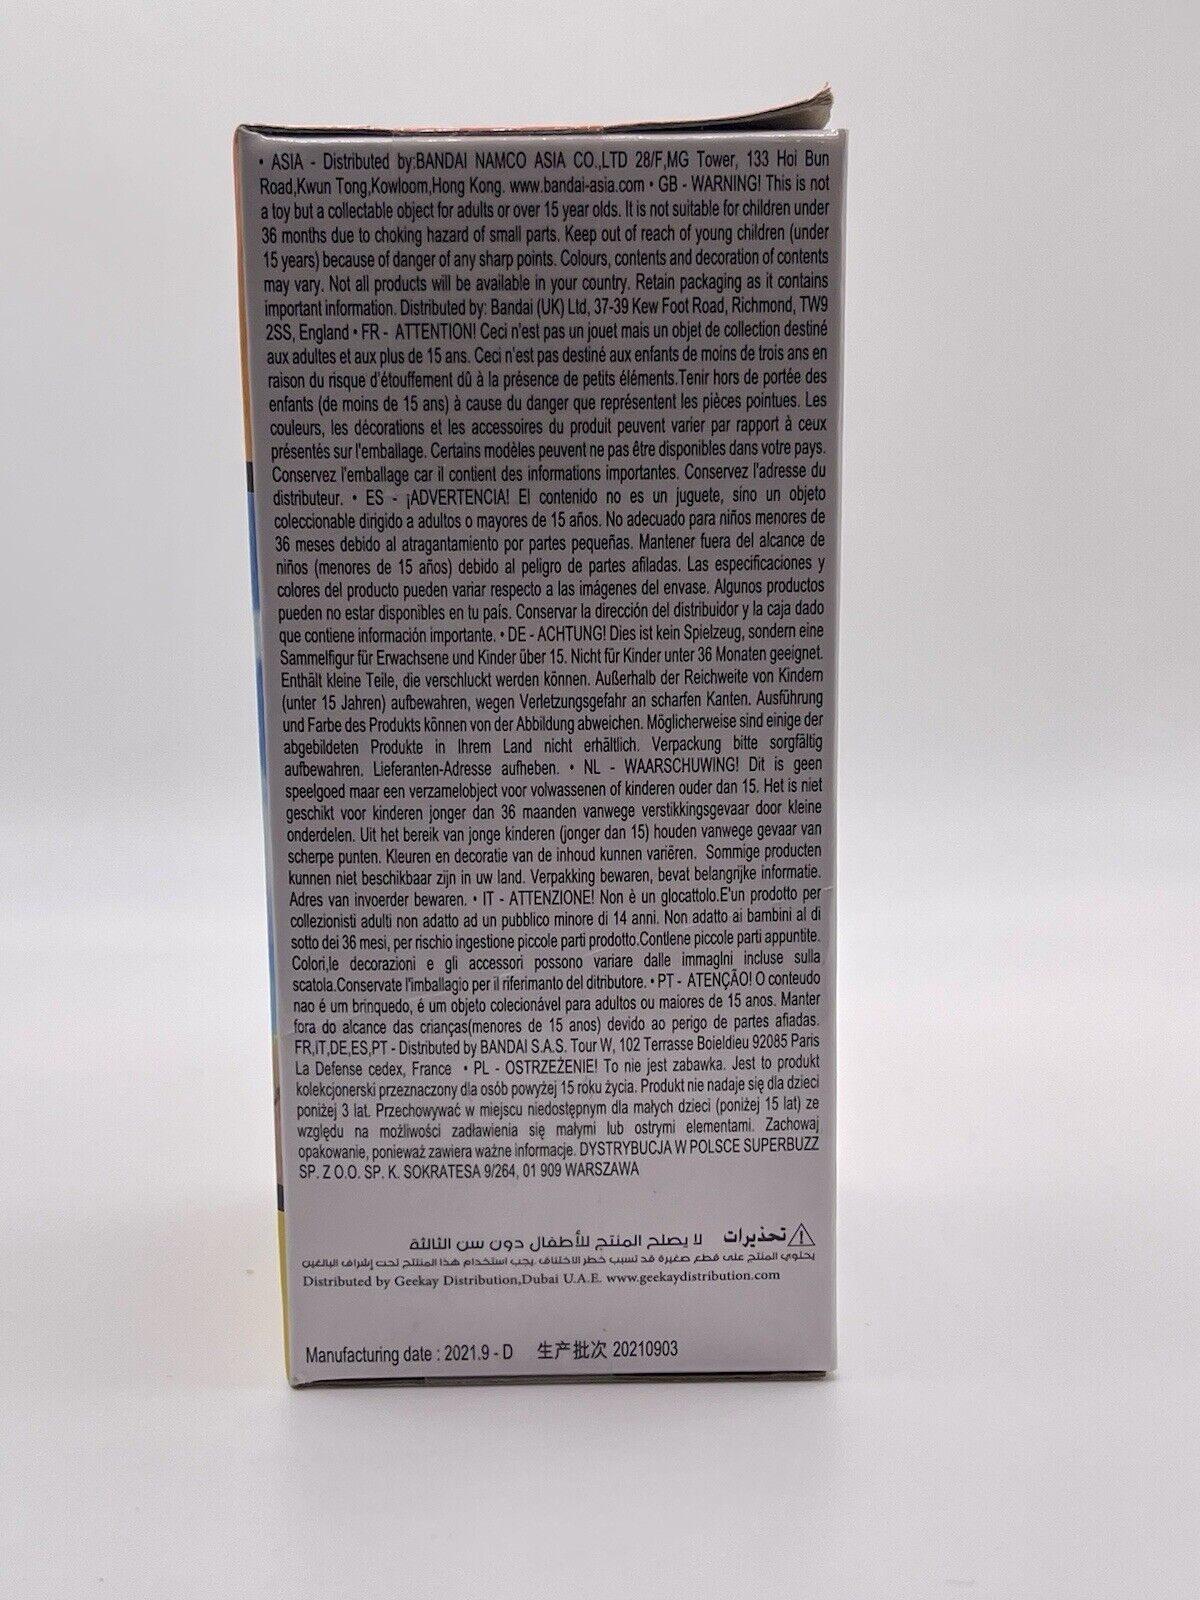 • ASIA - Distributed by:BANDAI NAMCO ASIA CO.,LTD 28/F,MG Tower, 133 Hoi Bun
Road,Kwun Tong,Kowloom,Hong Kong. www.bandai-asia.com • GB - WARNING! This is not
a toy but a collectable object for adults or over 15 year olds. It is not suitable for children under
36 months due to choking hazard of small parts. Keep out of reach of young children (under
15 years) because of danger of any sharp points. Colours, contents and decoration of contents
may vary. Not all products will be available in your country. Retain packaging as it contains
important information. Distributed by: Bandai (UK) Ltd, 37-39 Kew Foot Road, Richmond, TW9
2SS, England • FR - ATTENTION! Ceci n'est pas un jouet mais un objet de collection destiné
aux adultes et aux plus de 15 ans. Ceci n'est pas destiné aux enfants de moins de trois ans en
raison du risque d'étouffement dû à la présence de petits éléments.Tenir hors de portée des
enfants (de moins de 15 ans) à cause du danger que représentent les pièces pointues. Les
couleurs, les décorations et les accessoires du produit peuvent varier par rapport à ceux
présentés sur l'emballage. Certains modèles peuvent ne pas être disponibles dans votre pays.
Conservez l'emballage car il contient des informations importantes. Conservez l'adresse du
distributeur. • ES - ¡ADVERTENCIA! El contenido no es un juguete, sino un objeto
coleccionable dirigido a adultos o mayores de 15 años. No adecuado para niños menores de
36 meses debido al atragantamiento por partes pequeñas. Mantener fuera del alcance de
niños (menores de 15 años) debido al peligro de partes afiladas. Las especificaciones y
colores del producto pueden variar respecto a las imágenes del envase. Algunos productos
pueden no estar disponibles en tu país. Conservar la dirección del distribuidor y la caja dado
que contiene información importante. • DE - ACHTUNG! Dies ist kein Spielzeug, sondern eine
Sammelfigur für Erwachsene und Kinder über 15. Nicht für Kinder unter 36 Monaten geeignet.
Enthält kleine Teile, die verschluckt werden können. Außerhalb der Reichweite von Kindern
(unter 15 Jahren) aufbewahren, wegen Verletzungsgefahr an scharfen Kanten. Ausführung
und Farbe des Produkts können von der Abbildung abweichen. Möglicherweise sind einige der
abgebildeten Produkte in Ihrem Land nicht erhältlich. Verpackung bitte sorgfältig
aufbewahren. Lieferanten-Adresse aufheben. • NL - WAARSCHUWING! Dit is geen
speelgoed maar een verzamelobject voor volwassenen of kinderen ouder dan 15. Het is niet
geschikt voor kinderen jonger dan 36 maanden vanwege verstikkingsgevaar door kleine
onderdelen. Uit het bereik van jonge kinderen (jonger dan 15) houden vanwege gevaar van
scherpe punten. Kleuren en decoratie van de inhoud kunnen variëren. Sommige producten
kunnen niet beschikbaar zijn in uw land. Verpakking bewaren, bevat belangrijke informatie.
Adres van invoerder bewaren. • IT - ATTENZIONE! Non è un glocattolo.E'un prodotto per
collezionisti adulti non adatto ad un pubblico minore di 14 anni. Non adatto ai bambini al di
sotto dei 36 mesi, per rischio ingestione piccole parti prodotto.Contlene piccole parti appuntite.
Colori,le decorazioni e gli accessori possono variare dalle immaglni incluse sulla
scatola.Conservate l'imballagio per il riferimanto del ditributore. • PT - ATENÇÃO! O conteudo
nao é um brinquedo, é um objeto colecionável para adultos ou maiores de 15 anos. Manter
fora do alcance das crianças(menores de 15 anos) devido ao perigo de partes afiadas.
FR,IT,DE,ES,PT - Distributed by BANDAI S.A.S. Tour W, 102 Terrasse Boieldieu 92085 Paris
La Defense cedex, France • PL - OSTRZEŻENIE! To nie jest zabawka. Jest to produkt
kolekcjonerski przeznaczony dla osób powyżej 15 roku życia. Produkt nie nadaje się dla dzieci
poniżej 3 lat. Przechowywać w miejscu niedostępnym dla małych dzieci (poniżej 15 lat) ze
względu na możliwości zadławienia się małymi lub ostrymi elementami. Zachowaj
opakowanie, ponieważ zawiera ważne informacje. DYSTRYBUCJA W POLSCE SUPERBUZZ
SP. Z O.O. SP. K. SOKRATESA 9/264, 01 909 WARSZAWA
تحذيرات لا يصلح المنتج للأطفال دون سن الثالثة
يحتوي المنتج على قطع صغيرة قد تسبب خطر الاختناق. يجب استخدام هذا المنتج تحت إشراف البالغين
Distributed by Geekay Distribution,Dubai U.A.E. www.geekaydistribution.com
Manufacturing date : 2021.9 - D 生产批次 20210903